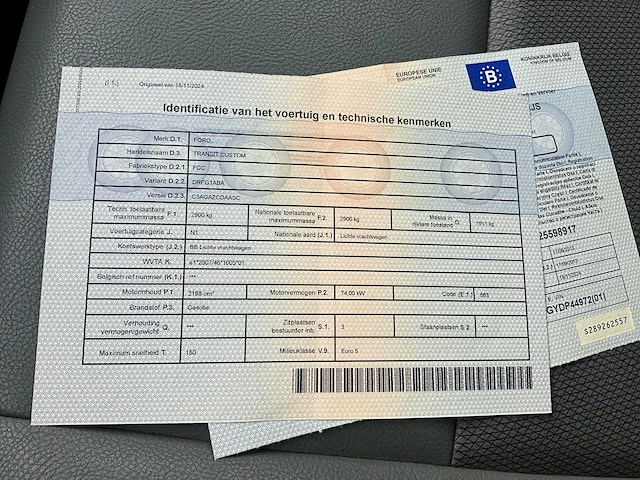 EUROPESE UNIE
EUROPEAN UNION
B
KONINKRIJK BELGIE
KINGDOM OF BELGIUM
(I.1.) Origineel van 18/11/2024
Identificatie van het voertuig en technische kenmerken
Merk D.1. FORD
Handelsnaam D.3. TRANSIT CUSTOM
Fabriekstype D.2.1. FCC
Variant D.2.2. DRFG1ABA
Versie D.2.3. C3AGAZCDAASC
Techn. toelaatbare maximummassa F.1. 2900 kg Nationale toelaatbare maximummassa F.2. 2900 kg Massa in rijklare toestand G. 1911 kg
Voertuigcategorie J. N1 Nationale aard (J.1.) Lichte vrachtwagen
Koetswerktype (J.2.) BB Lichte vrachtwagen
WVTA K. e1*2007/46*1005*01
Belgisch ref.nummer (K.1.) ***
Motorinhoud P.1. 2198 cm³ Motorvermogen P.2. 74,00 kW Code (E.1.) 663
Brandstof P.3. Gasolie
Verhouding vermogen/gewicht Q. *** Zitplaatsen bestuurder inb. S.1. 3 Staanplaatsen S.2. ***
Maximum snelheid T. 150 Milieuklasse V.9. Euro 5
25598917
GYDP44972(01)
S289262557